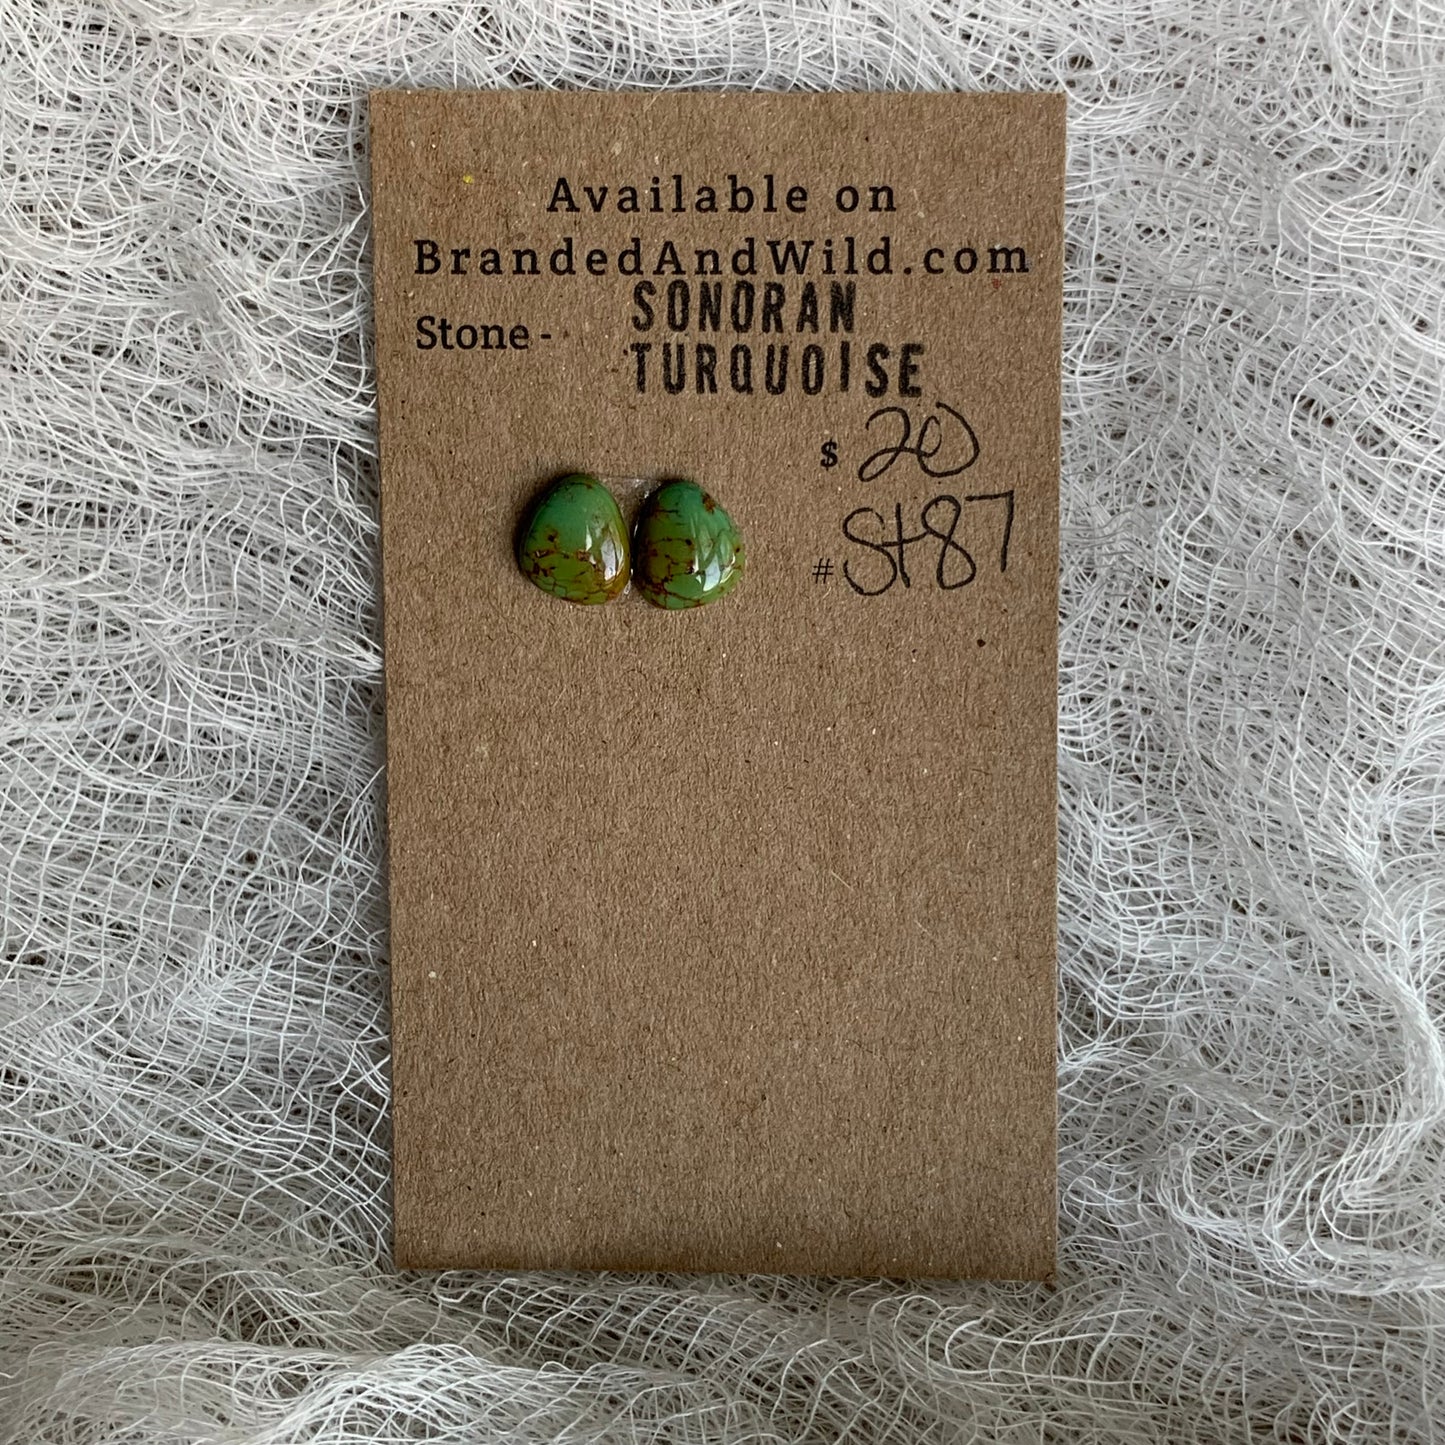 Available on
BrandedAndWild.com
Stone - SONORAN
TURQUOISE
$ 20
# St87